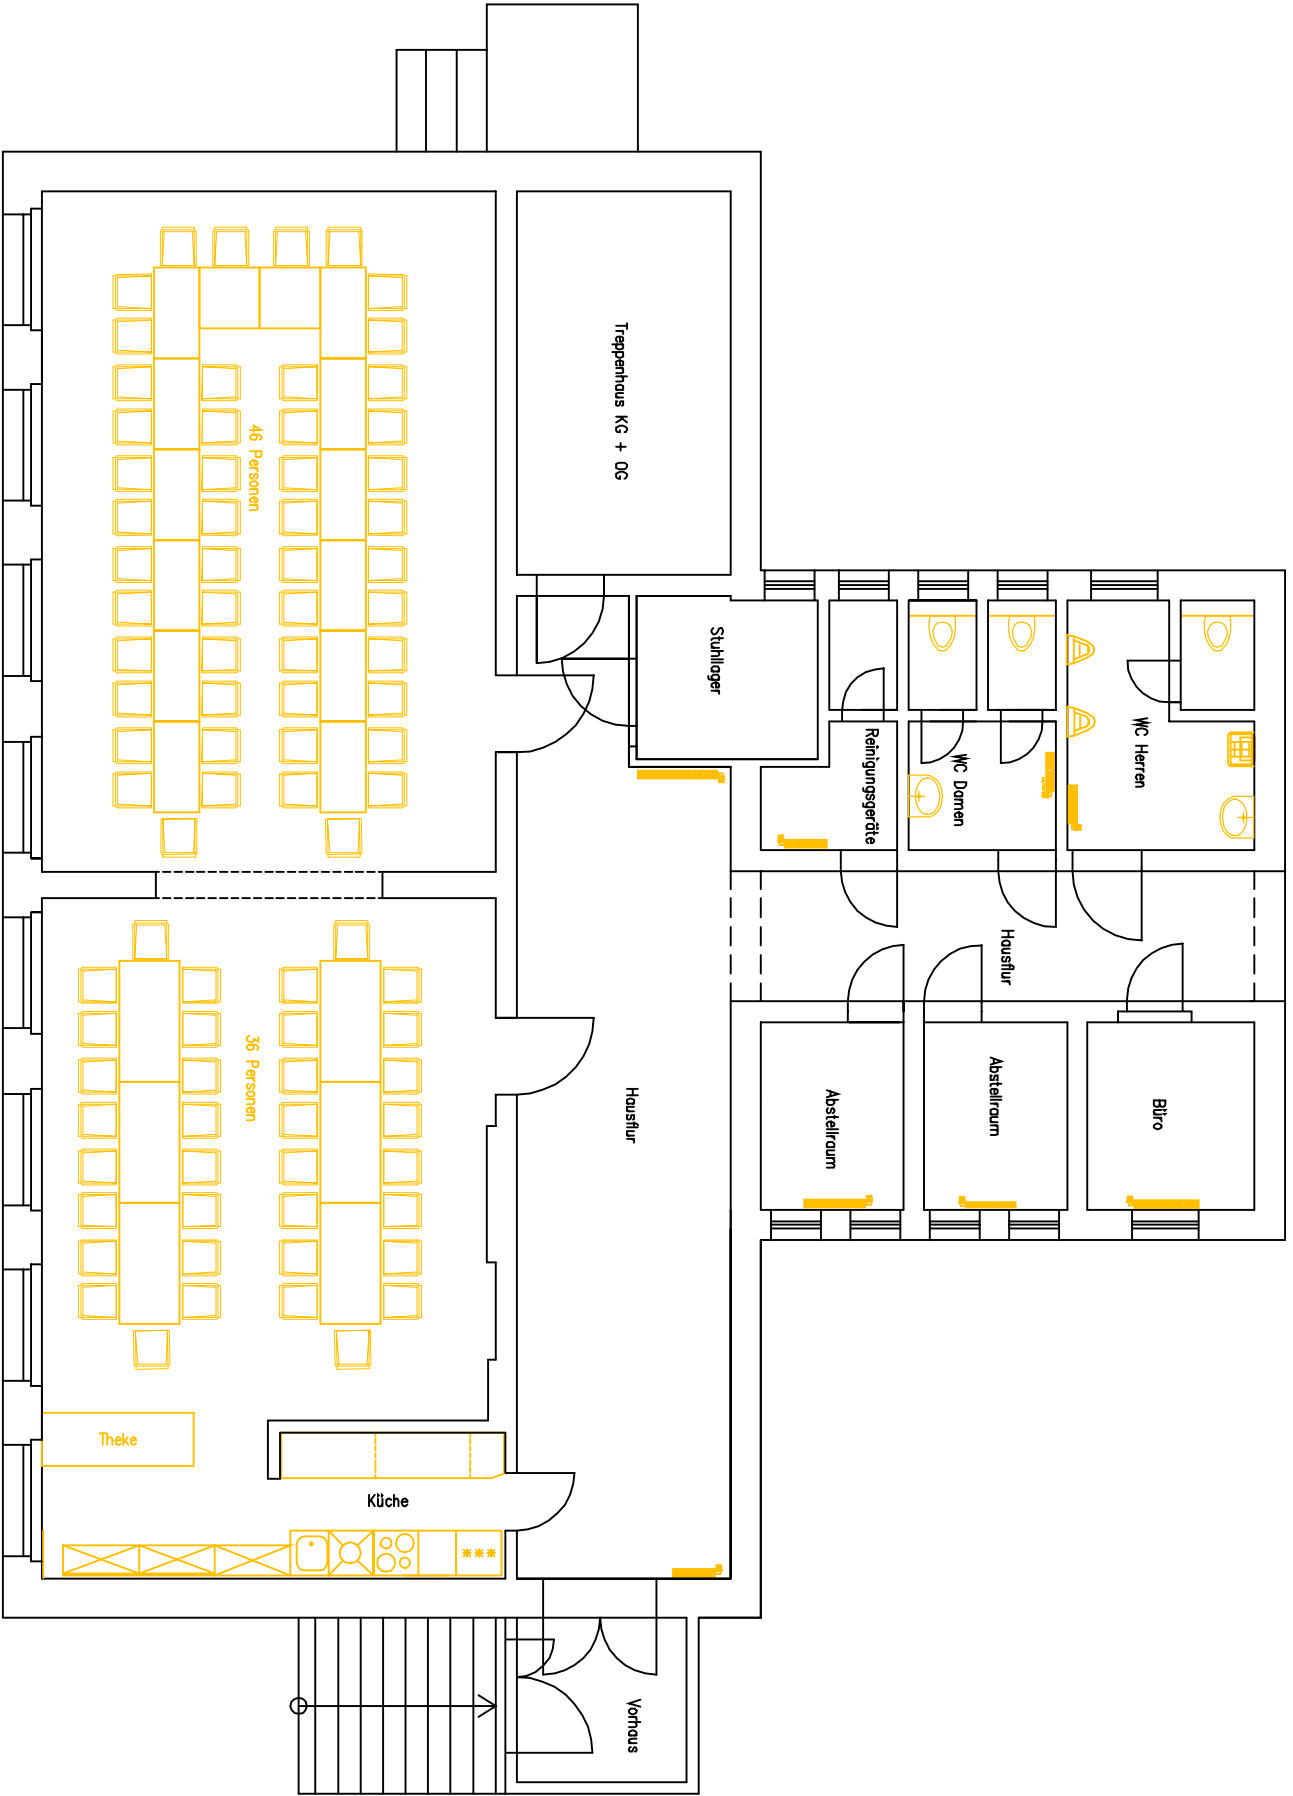 Treppenhaus KG + OG
46 Personen
Stuhllager
Reinigungsgeräte
WC Damen
WC Herren
Hausflur
36 Personen
Hausflur
Abstellraum
Abstellraum
Büro
Theke
Küche
***
Vorhaus